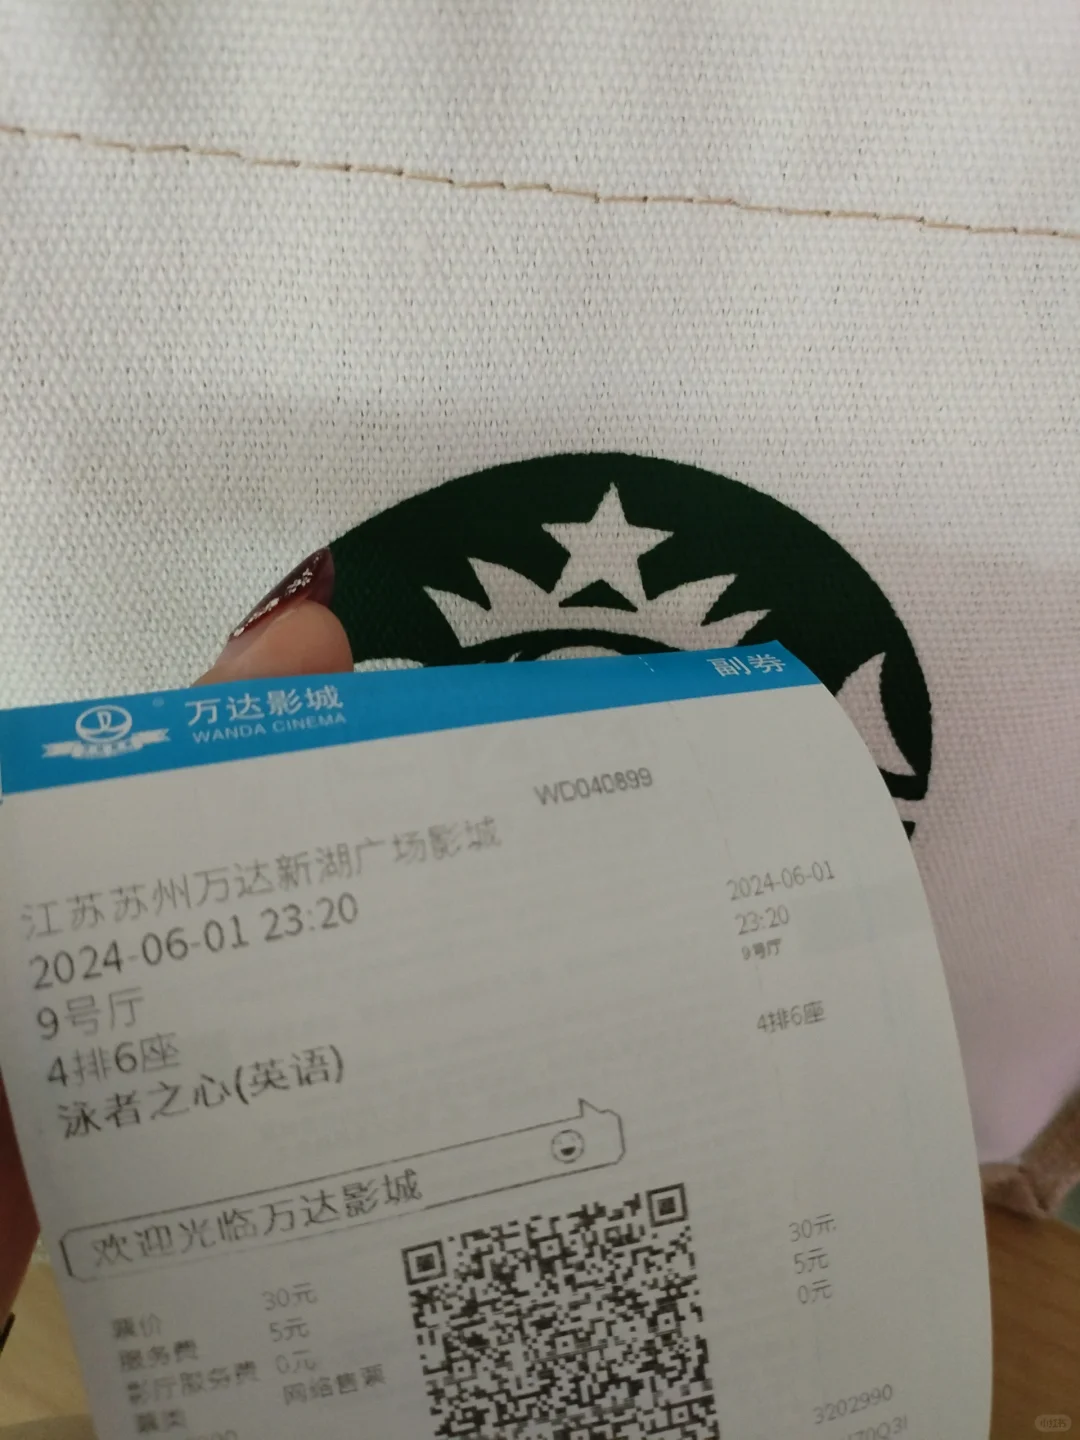 万达影城
WANDA CINEMA
副券
WD040899
江苏苏州万达新湖广场影城
2024-06-01 23:20
9号厅
4排6座
泳者之心(英语)
2024-06-01
23:20
9号厅
4排6座
欢迎光临万达影城
票价 30元
服务费 5元
影厅服务费 0元
票类 网络售票
30元
5元
0元
3202990
小红书